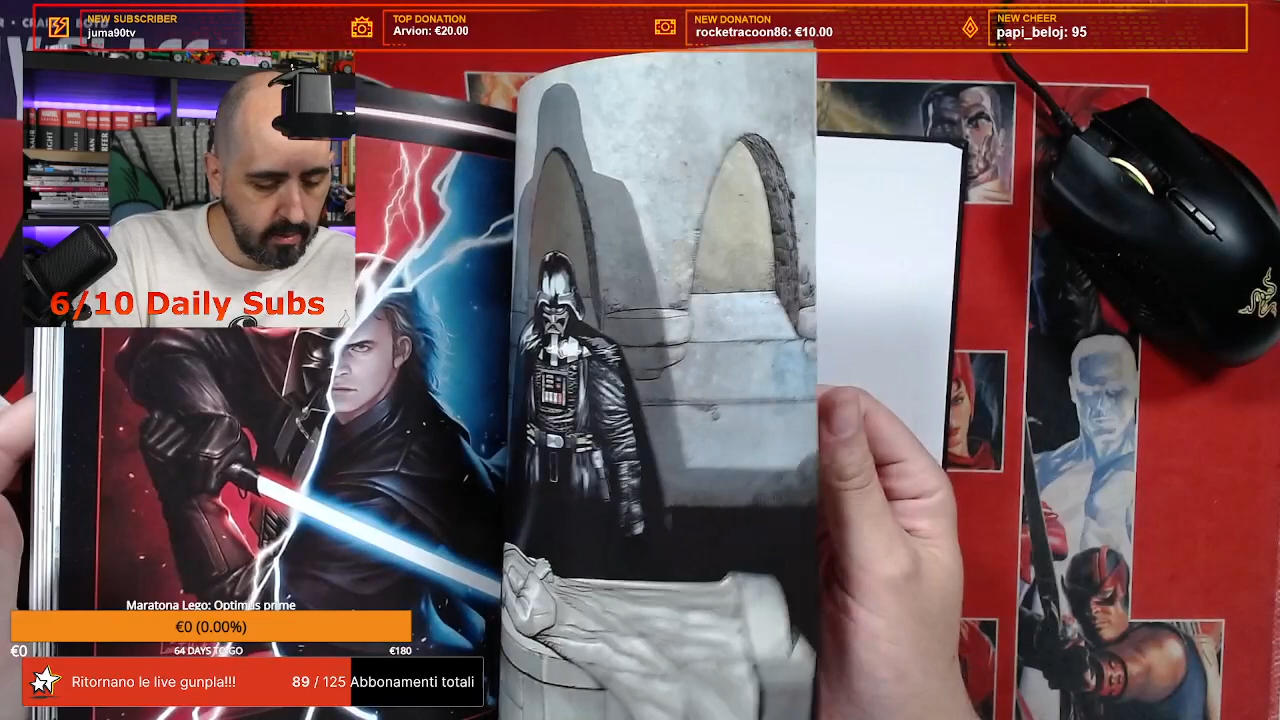 NEW SUBSCRIBER
juma90tv
TOP DONATION
Arvion: €20.00
NEW DONATION
rocketracoon86: €10.00
NEW CHEER
papi_beloj: 95
MARVEL
6/10 Daily Subs
Maratona Lego: Optimus prime
€0 (0.00%)
€0
64 DAYS TO GO
€180
Ritornano le live gunpla!!!
89 / 125 Abbonamenti totali